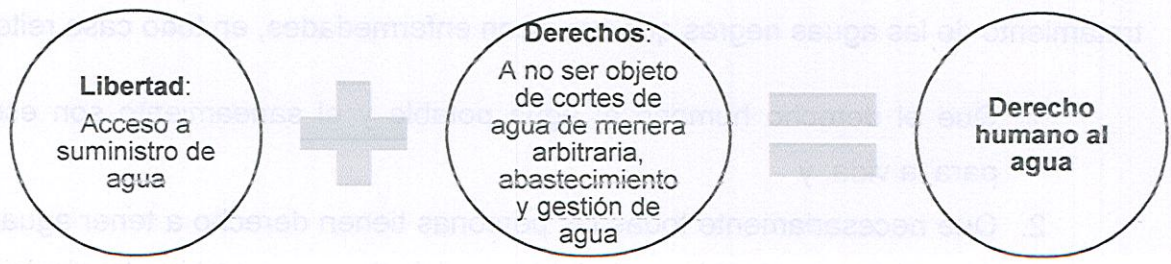 Libertad:
Acceso a
suministro de
agua
Derechos:
A no ser objeto
de cortes de
agua de menera
arbitraria,
abastecimiento
y gestión de
agua
Derecho
humano al
agua